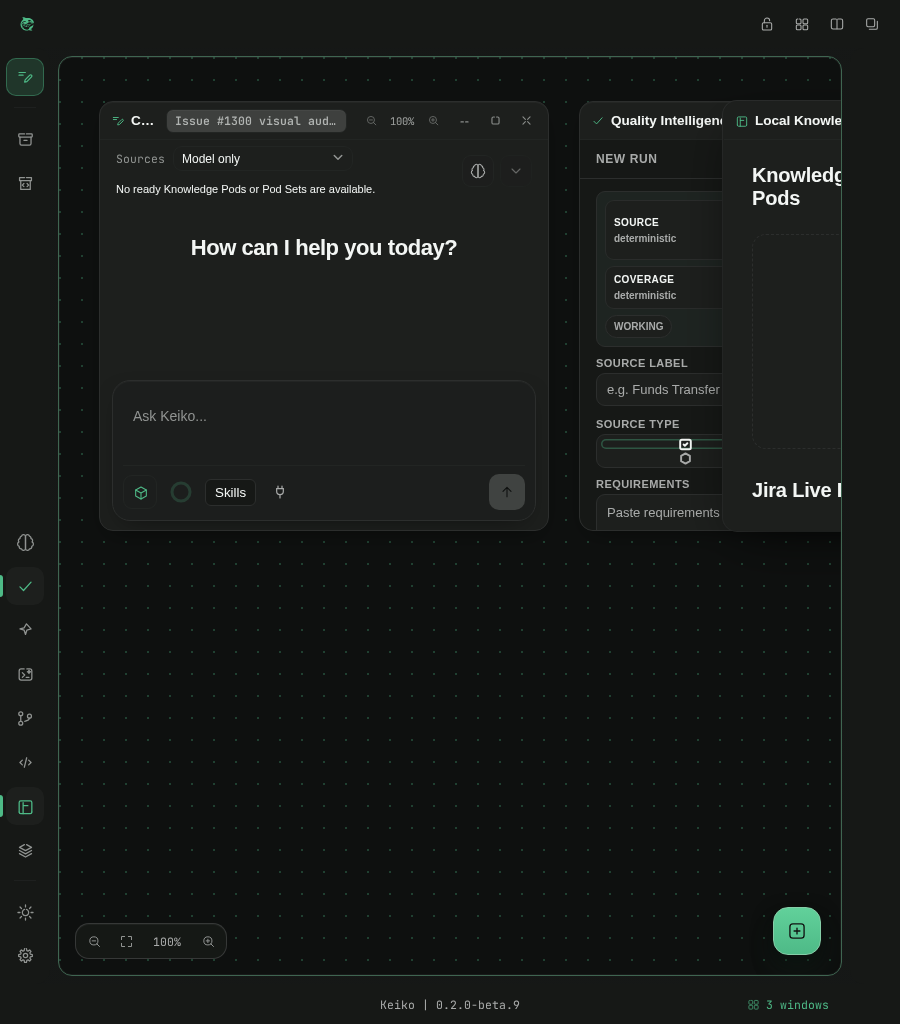 C...
Issue #1300 visual aud…
100%
Sources
Model only
No ready Knowledge Pods or Pod Sets are available.
How can I help you today?
Ask Keiko...
Skills
Quality Intelligenc
NEW RUN
SOURCE
deterministic
COVERAGE
deterministic
WORKING
SOURCE LABEL
e.g. Funds Transfer
SOURCE TYPE
REQUIREMENTS
Paste requirements
Local Knowle
Knowledg
Pods
Jira Live
100%
Keiko | 0.2.0-beta.9
3 windows